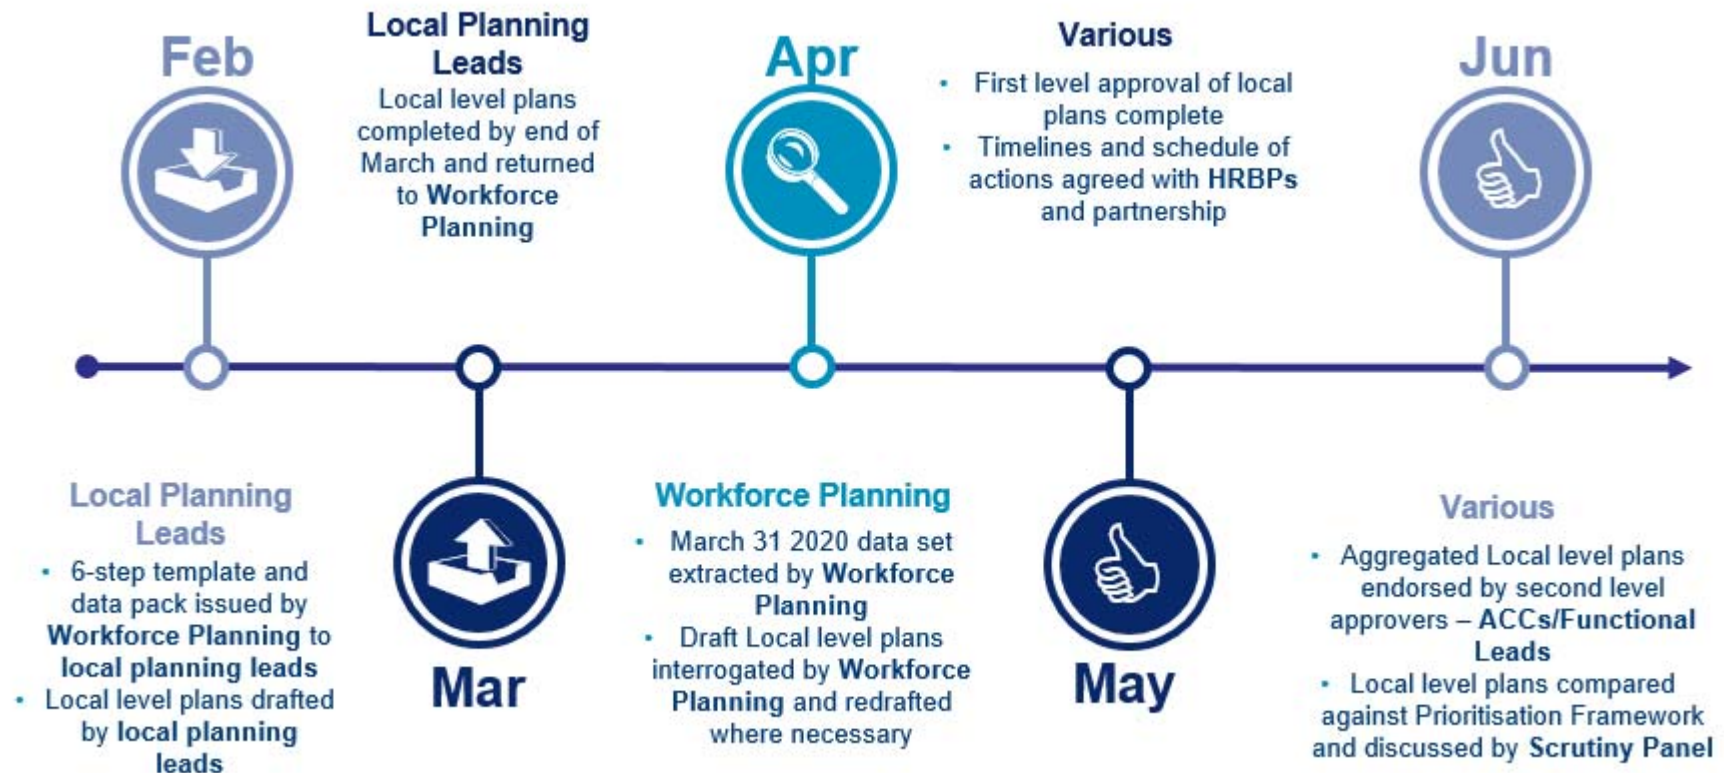 Feb
Local Planning
Leads
• 6-step template and
data pack issued by
Workforce Planning to
local planning leads
• Local level plans drafted
by local planning
leads
Local Planning
Leads
Local level plans
completed by end of
March and returned
to Workforce
Planning
Mar
Apr
Workforce Planning
• March 31 2020 data set
extracted by Workforce
Planning
• Draft Local level plans
interrogated by Workforce
Planning and redrafted
where necessary
Various
• First level approval of local
plans complete
• Timelines and schedule of
actions agreed with HRBPs
and partnership
May
Jun
Various
• Aggregated Local level plans
endorsed by second level
approvers – ACCs/Functional
Leads
• Local level plans compared
against Prioritisation Framework
and discussed by Scrutiny Panel